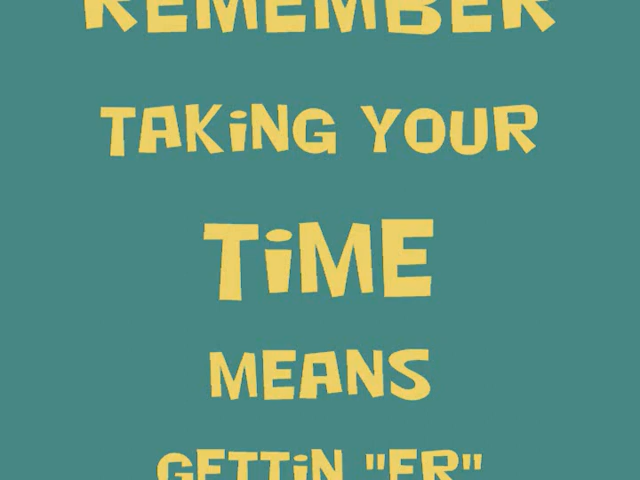 REMEMBER
TAKiNG YOUR
TiME
MEANS
GETTiN "ER"